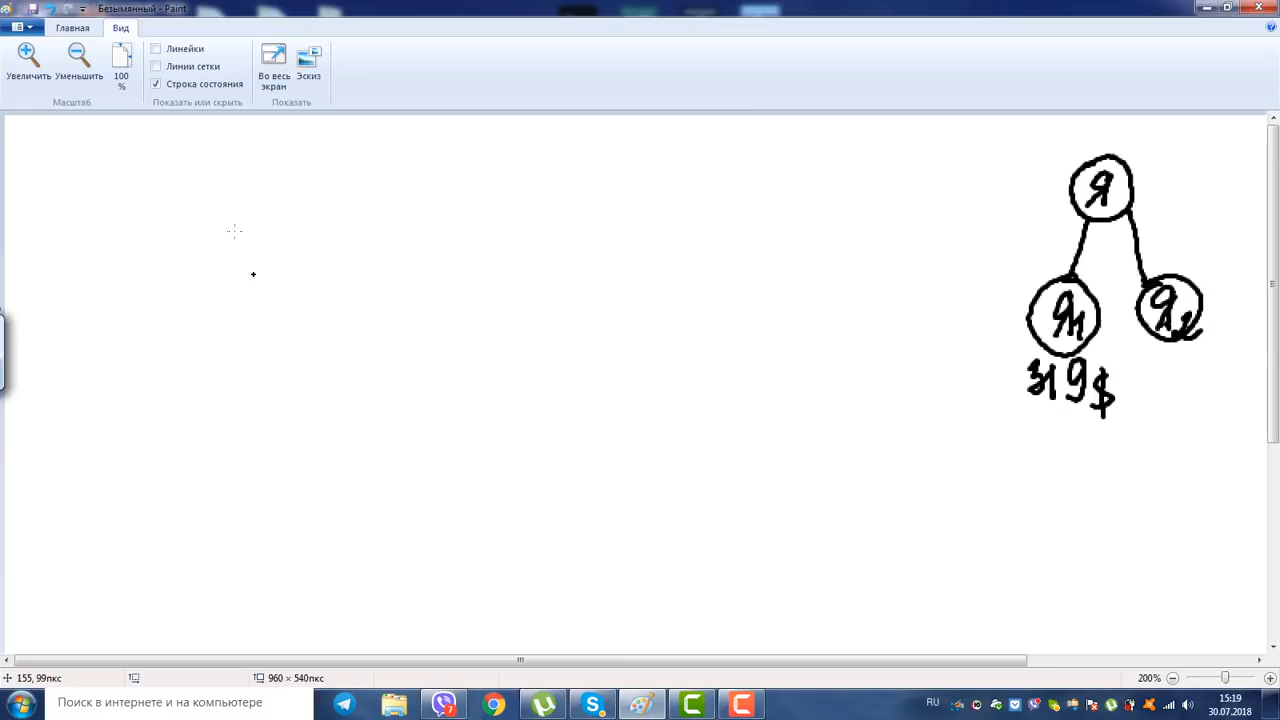 Безымянный - Paint
Главная Вид
Увеличить Уменьшить 100 %
Линейки
Линии сетки
Строка состояния
Во весь экран
Эскиз
Масштаб Показать или скрыть Показать
Я
Я1 Я2
319$
155, 99пкс 960 × 540пкс 200%
Поиск в интернете и на компьютере
7
RU
15:19
30.07.2018